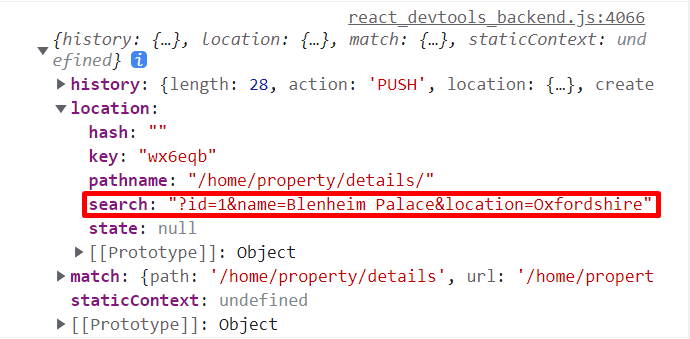 react_devtools_backend.js:4066
{history: {…}, location: {…}, match: {…}, staticContext: und
efined} i
history: {length: 28, action: 'PUSH', location: {…}, create
location:
hash: ""
key: "wx6eqb"
pathname: "/home/property/details/"
search: "?id=1&name=Blenheim Palace&location=Oxfordshire"
state: null
[[Prototype]]: Object
match: {path: '/home/property/details', url: '/home/propert
staticContext: undefined
[[Prototype]]: Object